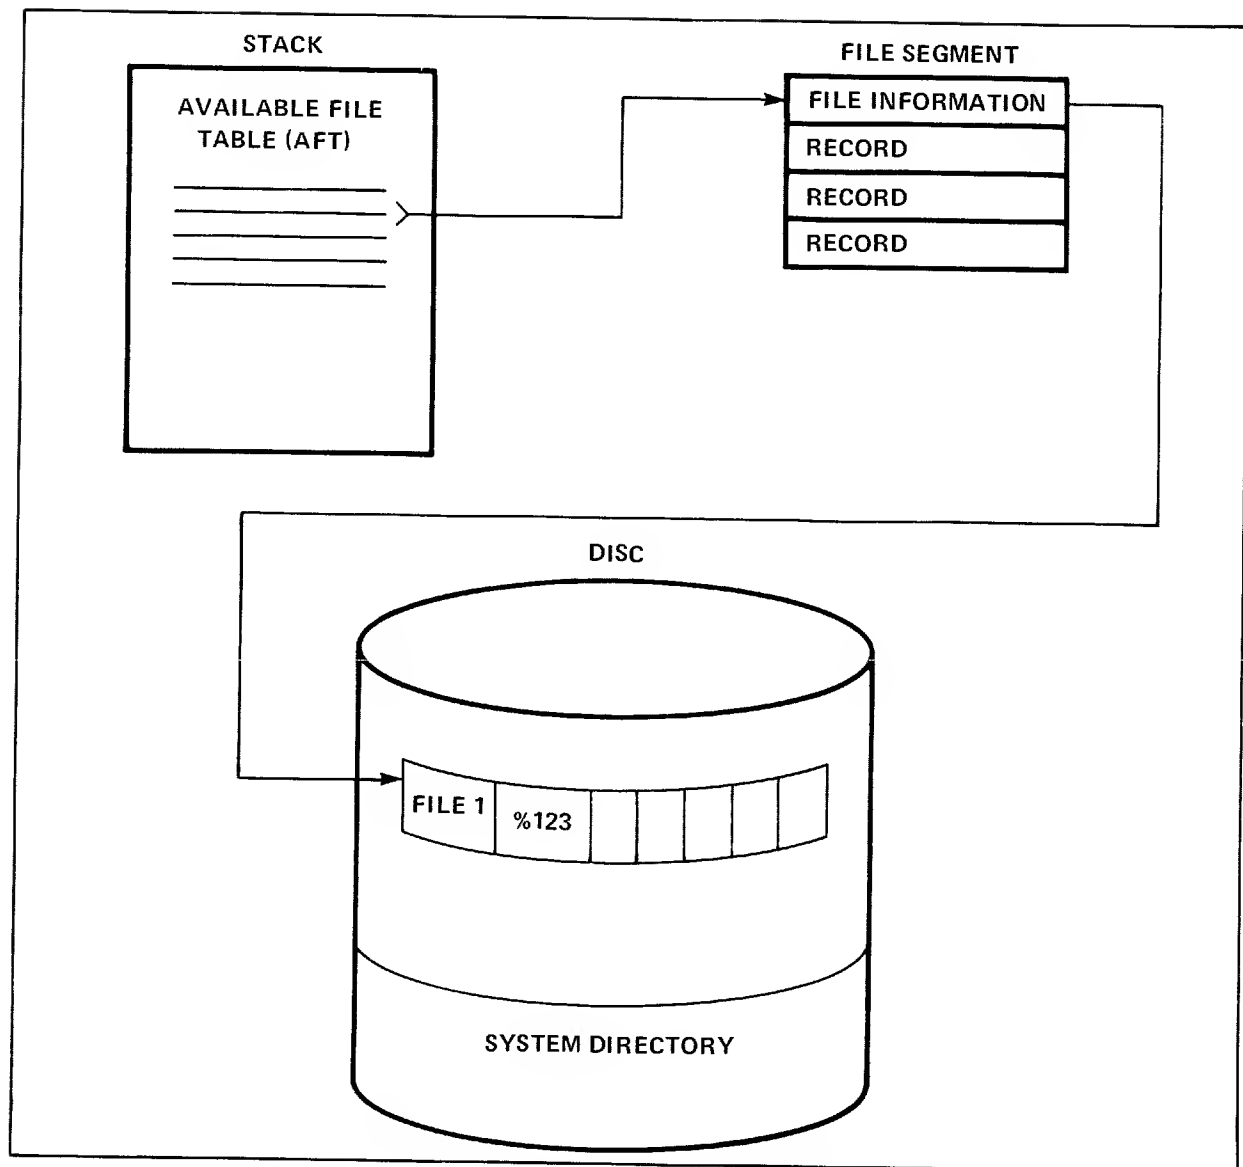 STACK
AVAILABLE FILE
TABLE (AFT)
FILE SEGMENT
FILE INFORMATION
RECORD
RECORD
RECORD
DISC
FILE 1
%123
SYSTEM DIRECTORY